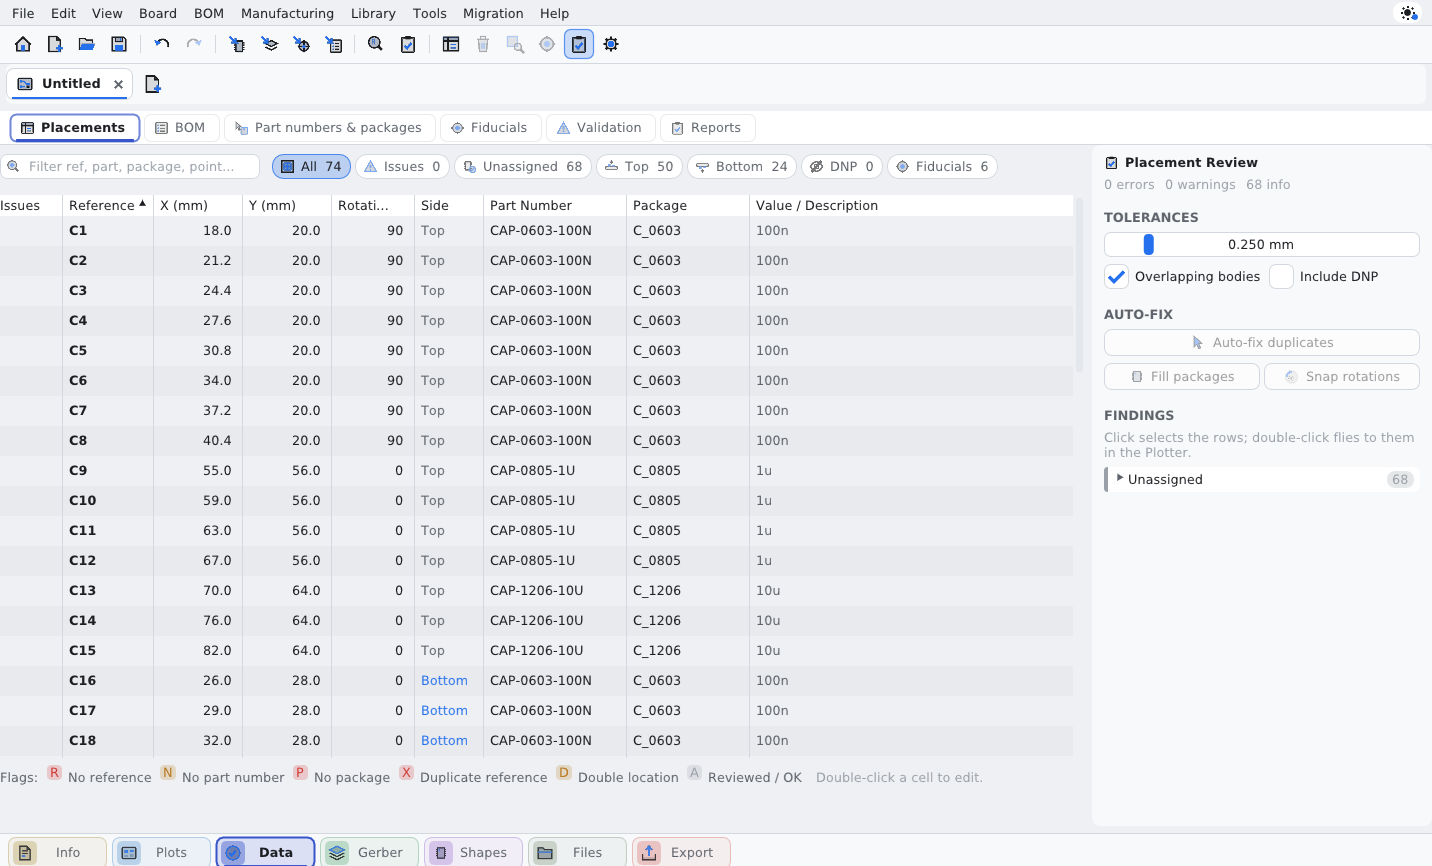 File Edit View Board BOM Manufacturing Library Tools Migration Help
Untitled
Placements BOM Part numbers & packages Fiducials Validation Reports
Filter ref, part, package, point... All 74 Issues 0 Unassigned 68 Top 50 Bottom 24 DNP 0 Fiducials 6
Issues Reference X (mm) Y (mm) Rotati... Side Part Number Package Value / Description
C1 18.0 20.0 90 Top CAP-0603-100N C_0603 100n
C2 21.2 20.0 90 Top CAP-0603-100N C_0603 100n
C3 24.4 20.0 90 Top CAP-0603-100N C_0603 100n
C4 27.6 20.0 90 Top CAP-0603-100N C_0603 100n
C5 30.8 20.0 90 Top CAP-0603-100N C_0603 100n
C6 34.0 20.0 90 Top CAP-0603-100N C_0603 100n
C7 37.2 20.0 90 Top CAP-0603-100N C_0603 100n
C8 40.4 20.0 90 Top CAP-0603-100N C_0603 100n
C9 55.0 56.0 0 Top CAP-0805-1U C_0805 1u
C10 59.0 56.0 0 Top CAP-0805-1U C_0805 1u
C11 63.0 56.0 0 Top CAP-0805-1U C_0805 1u
C12 67.0 56.0 0 Top CAP-0805-1U C_0805 1u
C13 70.0 64.0 0 Top CAP-1206-10U C_1206 10u
C14 76.0 64.0 0 Top CAP-1206-10U C_1206 10u
C15 82.0 64.0 0 Top CAP-1206-10U C_1206 10u
C16 26.0 28.0 0 Bottom CAP-0603-100N C_0603 100n
C17 29.0 28.0 0 Bottom CAP-0603-100N C_0603 100n
C18 32.0 28.0 0 Bottom CAP-0603-100N C_0603 100n
Flags: R No reference N No part number P No package X Duplicate reference D Double location A Reviewed / OK Double-click a cell to edit.
Placement Review
0 errors 0 warnings 68 info
TOLERANCES
0.250 mm
Overlapping bodies Include DNP
AUTO-FIX
Auto-fix duplicates
Fill packages Snap rotations
FINDINGS
Click selects the rows; double-click flies to them
in the Plotter.
Unassigned 68
Info Plots Data Gerber Shapes Files Export